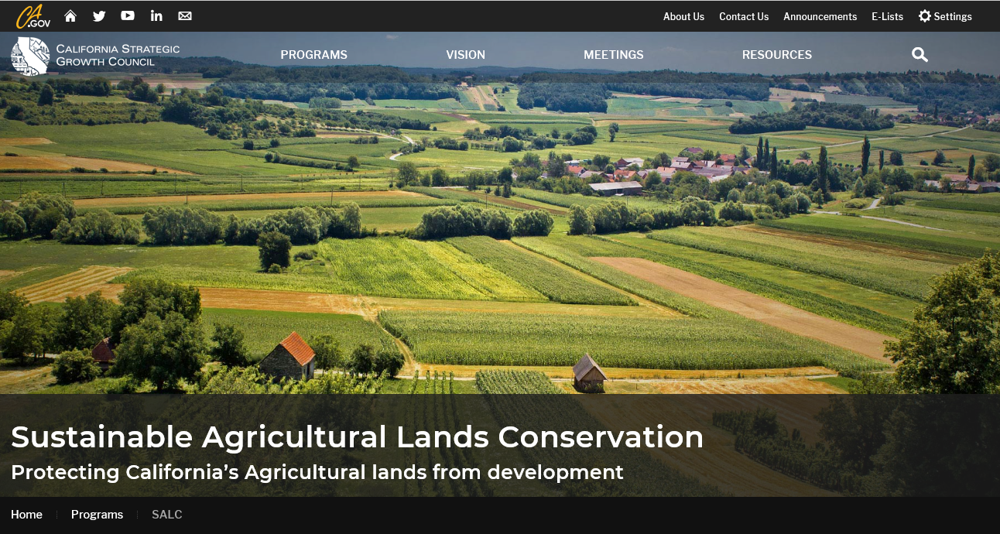 CA.GOV
About Us
Contact Us
Announcements
E-Lists
Settings
CALIFORNIA STRATEGIC
GROWTH COUNCIL
PROGRAMS
VISION
MEETINGS
RESOURCES
Sustainable Agricultural Lands Conservation
Protecting California’s Agricultural lands from development
Home
Programs
SALC